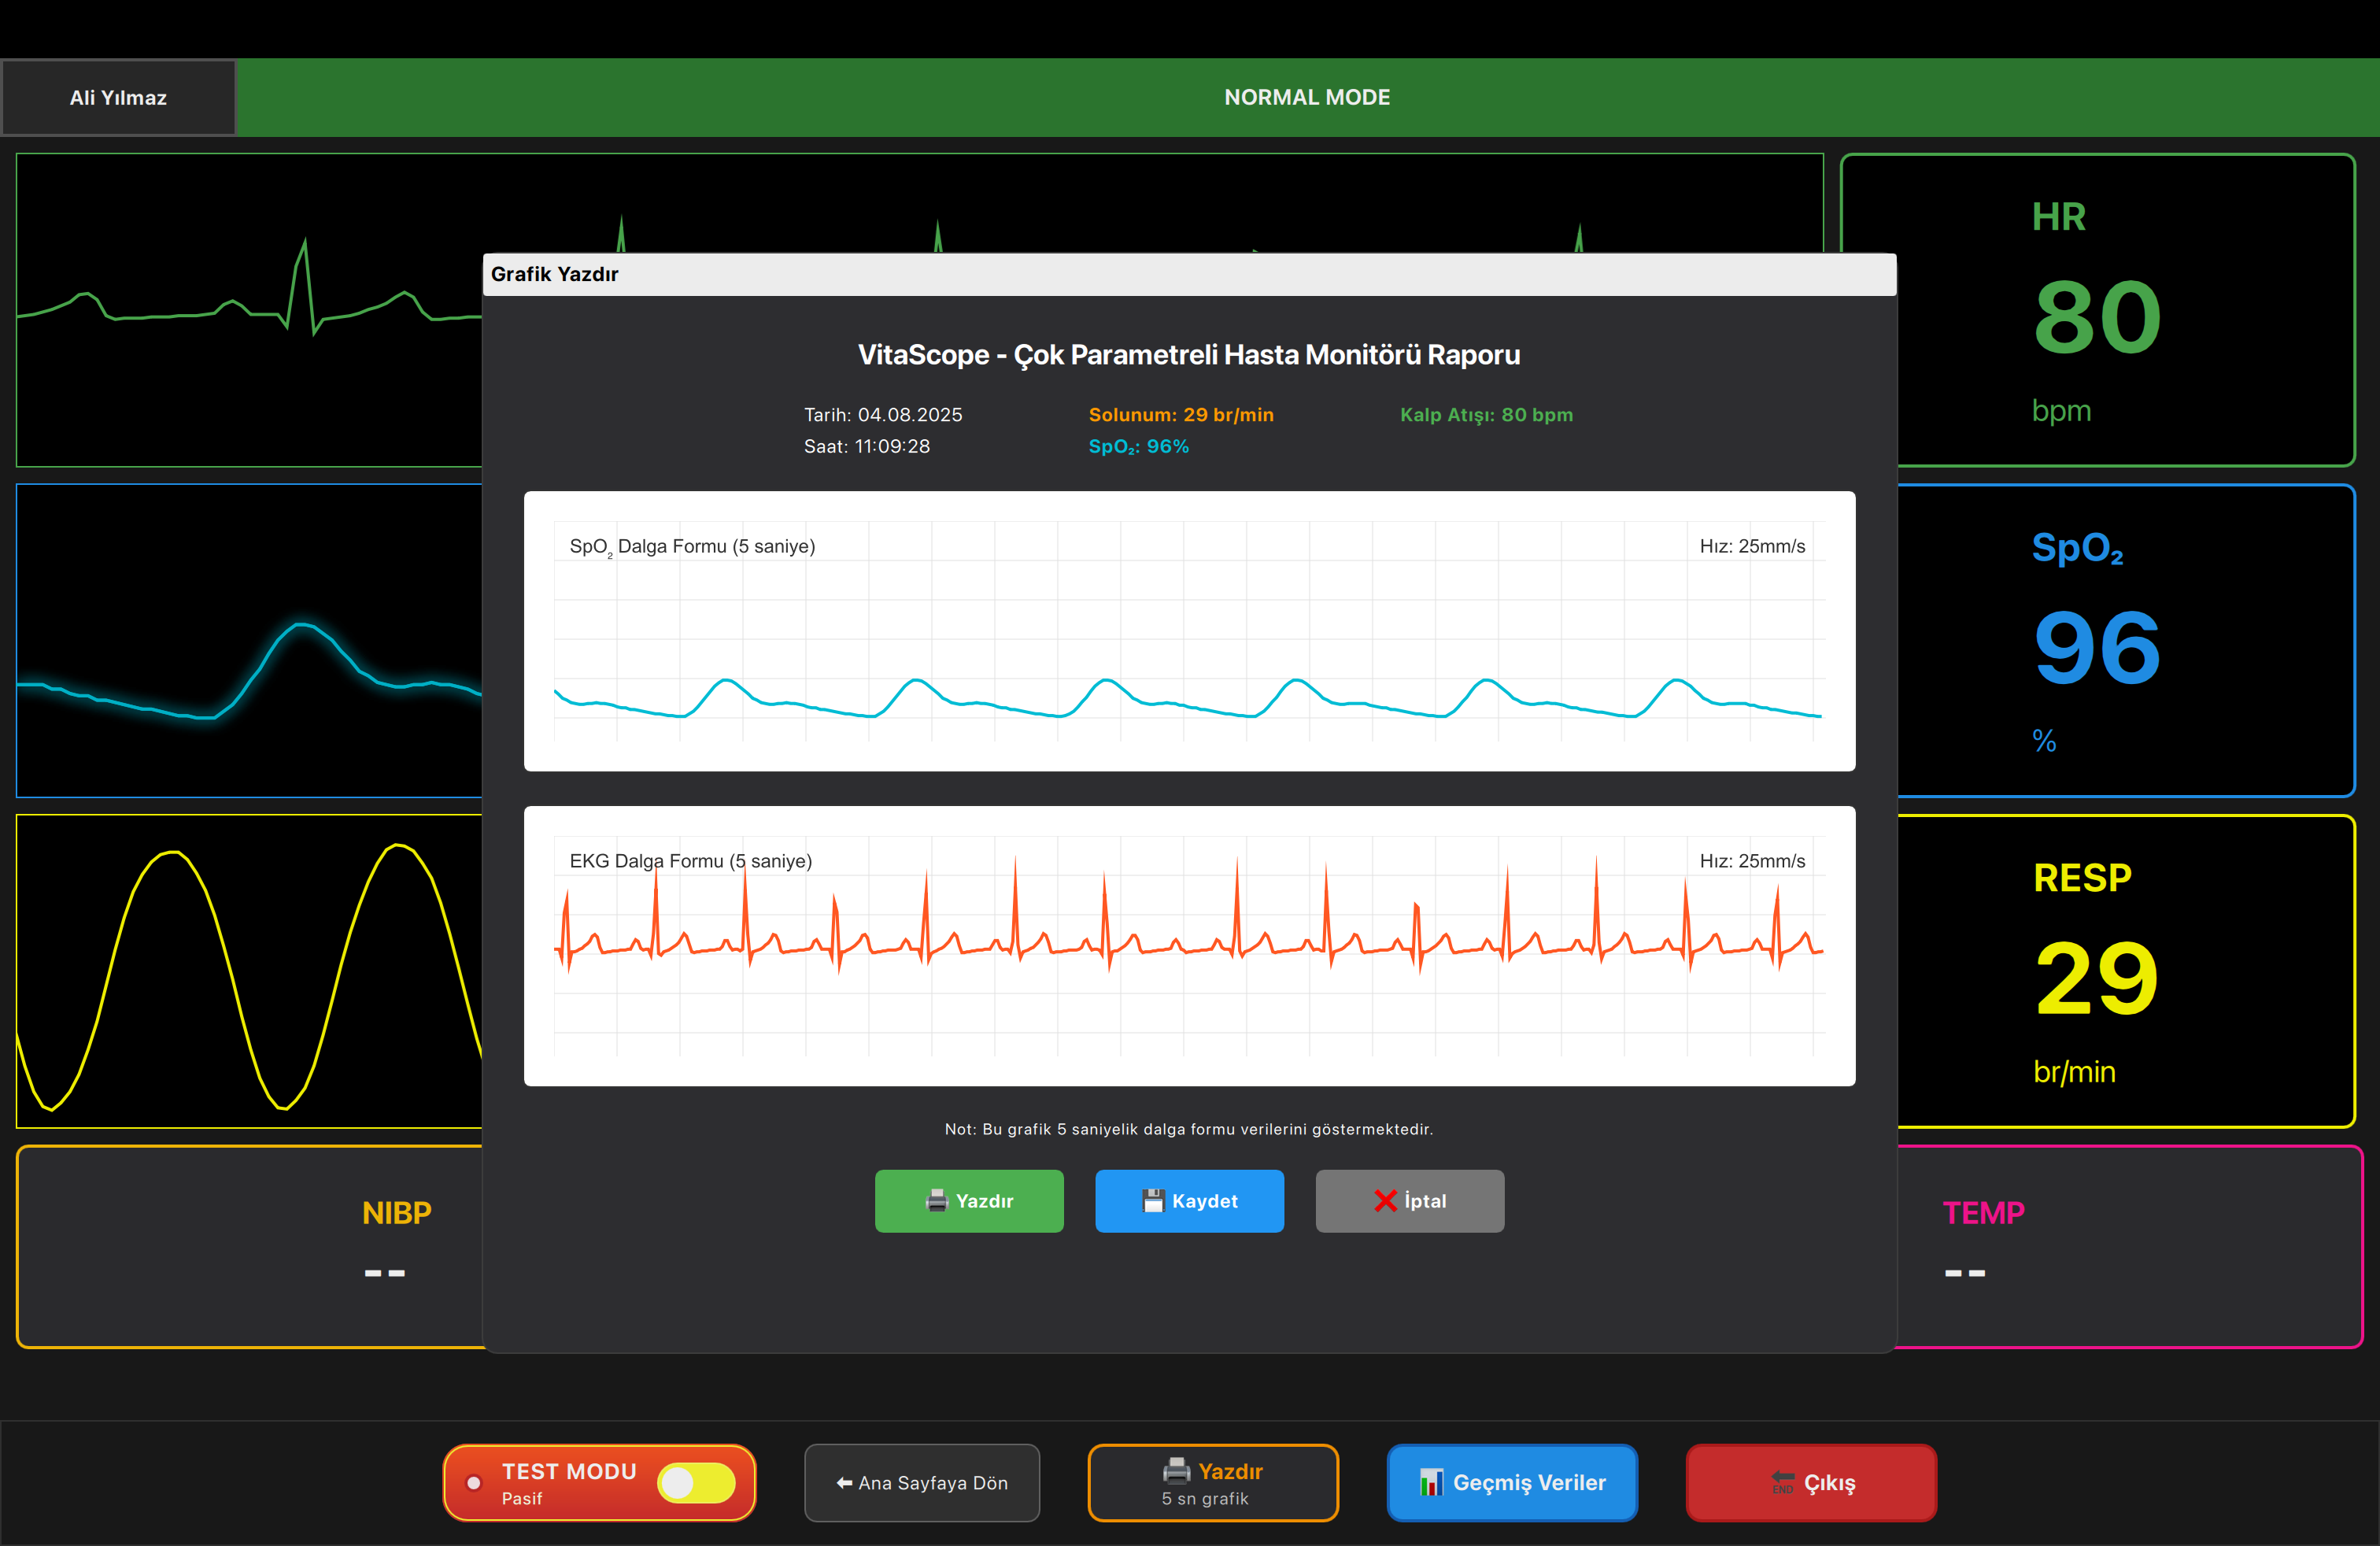 Ali Yılmaz
NORMAL MODE
HR
80
bpm
Grafik Yazdır
VitaScope - Çok Parametreli Hasta Monitörü Raporu
Tarih: 04.08.2025
Solunum: 29 br/min
Kalp Atışı: 80 bpm
Saat: 11:09:28
SpO₂: 96%
SpO₂ Dalga Formu (5 saniye)
Hız: 25mm/s
SpO₂
96
%
EKG Dalga Formu (5 saniye)
Hız: 25mm/s
RESP
29
br/min
Not: Bu grafik 5 saniyelik dalga formu verilerini göstermektedir.
Yazdır
Kaydet
İptal
NIBP
--
TEMP
--
TEST MODU
Pasif
Ana Sayfaya Dön
Yazdır
5 sn grafik
Geçmiş Veriler
END
Çıkış